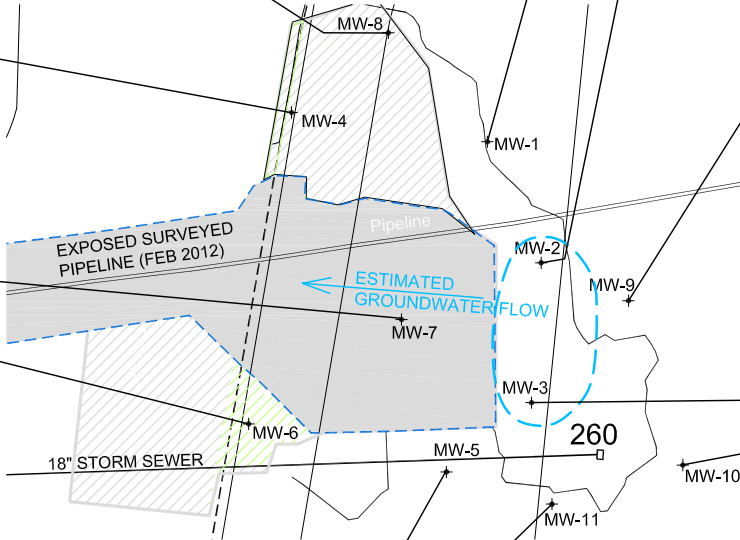 MW-8
MW-4
MW-1
Pipeline
EXPOSED SURVEYED
PIPELINE (FEB 2012)
MW-2
ESTIMATED
GROUNDWATER FLOW
MW-9
MW-7
MW-3
MW-6
260
18" STORM SEWER
MW-5
MW-10
MW-11